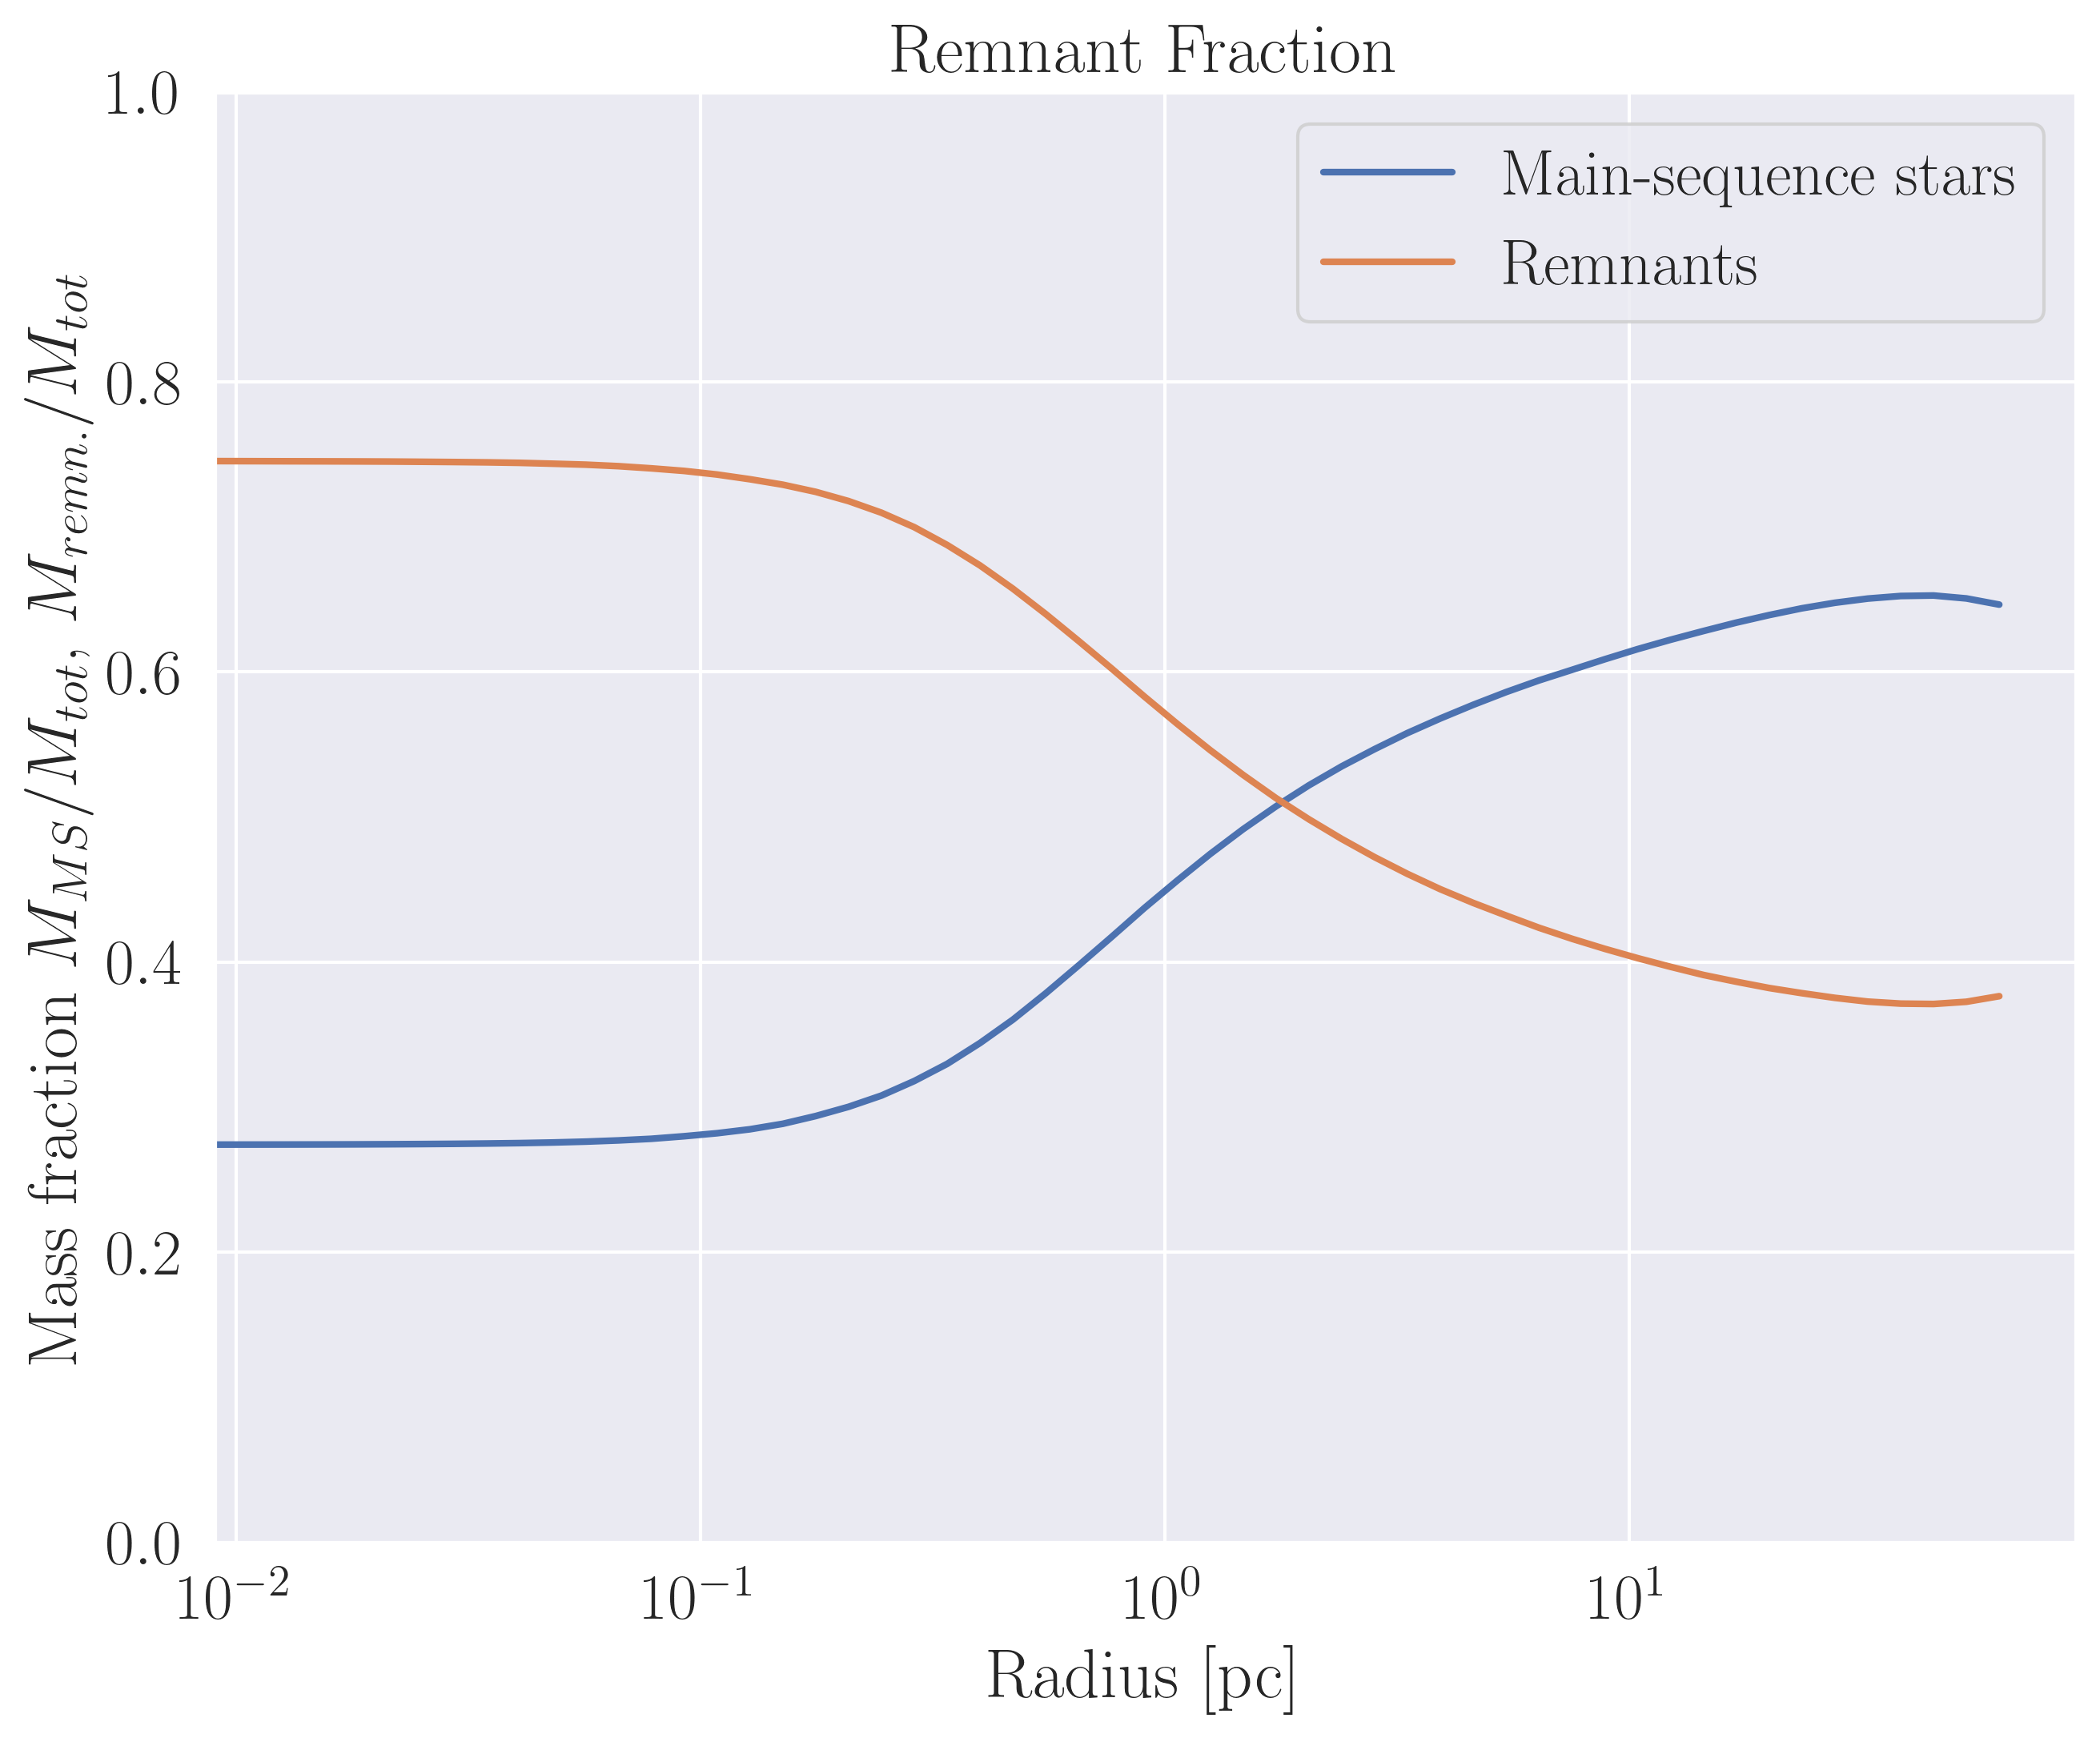 Remnant Fraction
Main-sequence stars
Remnants
Mass fraction $M_{MS}/M_{tot}$, $M_{remn.}/M_{tot}$
1.0
0.8
0.6
0.4
0.2
0.0
$10^{-2}$ $10^{-1}$ $10^{0}$ $10^{1}$
Radius [pc]